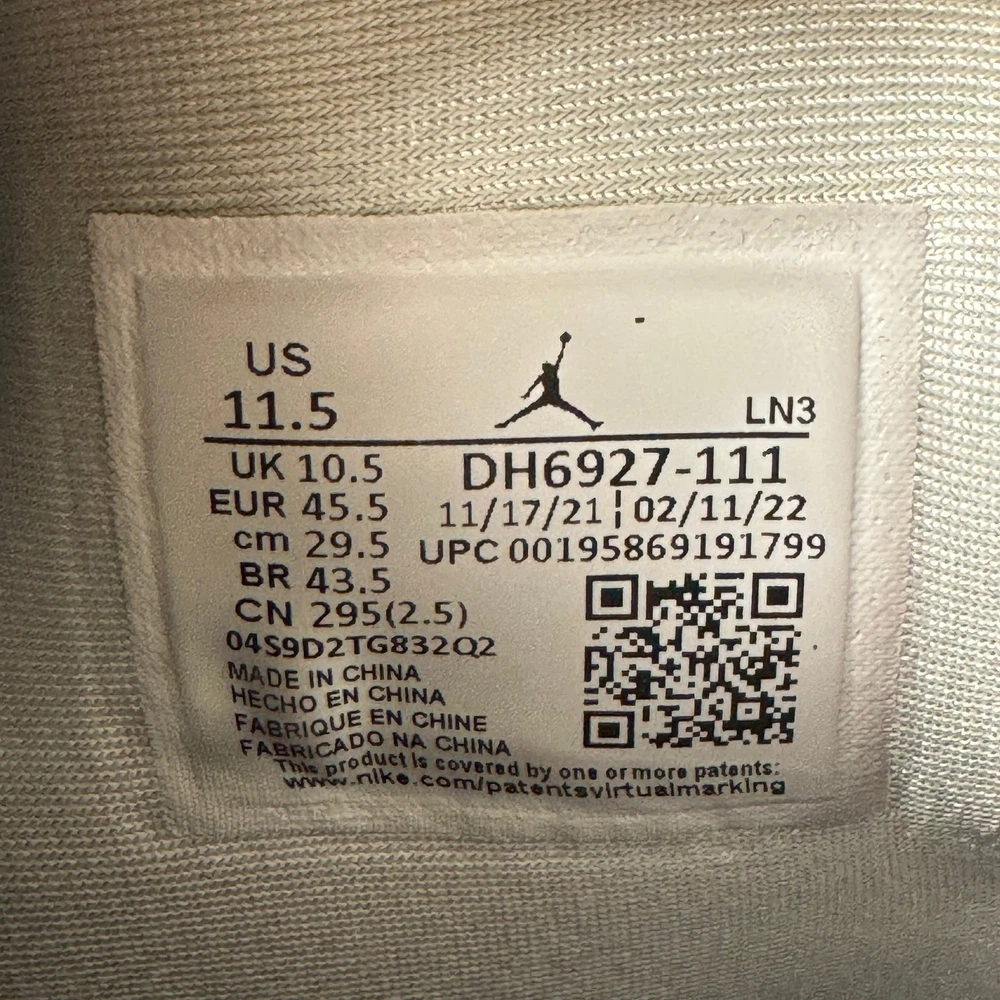 US
11.5
LN3
UK 10.5
DH6927-111
EUR 45.5
11/17/21¦02/11/22
cm 29.5
UPC 00195869191799
BR 43.5
CN 295(2.5)
04S9D2TG832Q2
MADE IN CHINA
HECHO EN CHINA
FABRIQUE EN CHINE
FABRICADO NA CHINA
This product is covered by one or more patents:
www.nike.com/patentsvirtualmarking